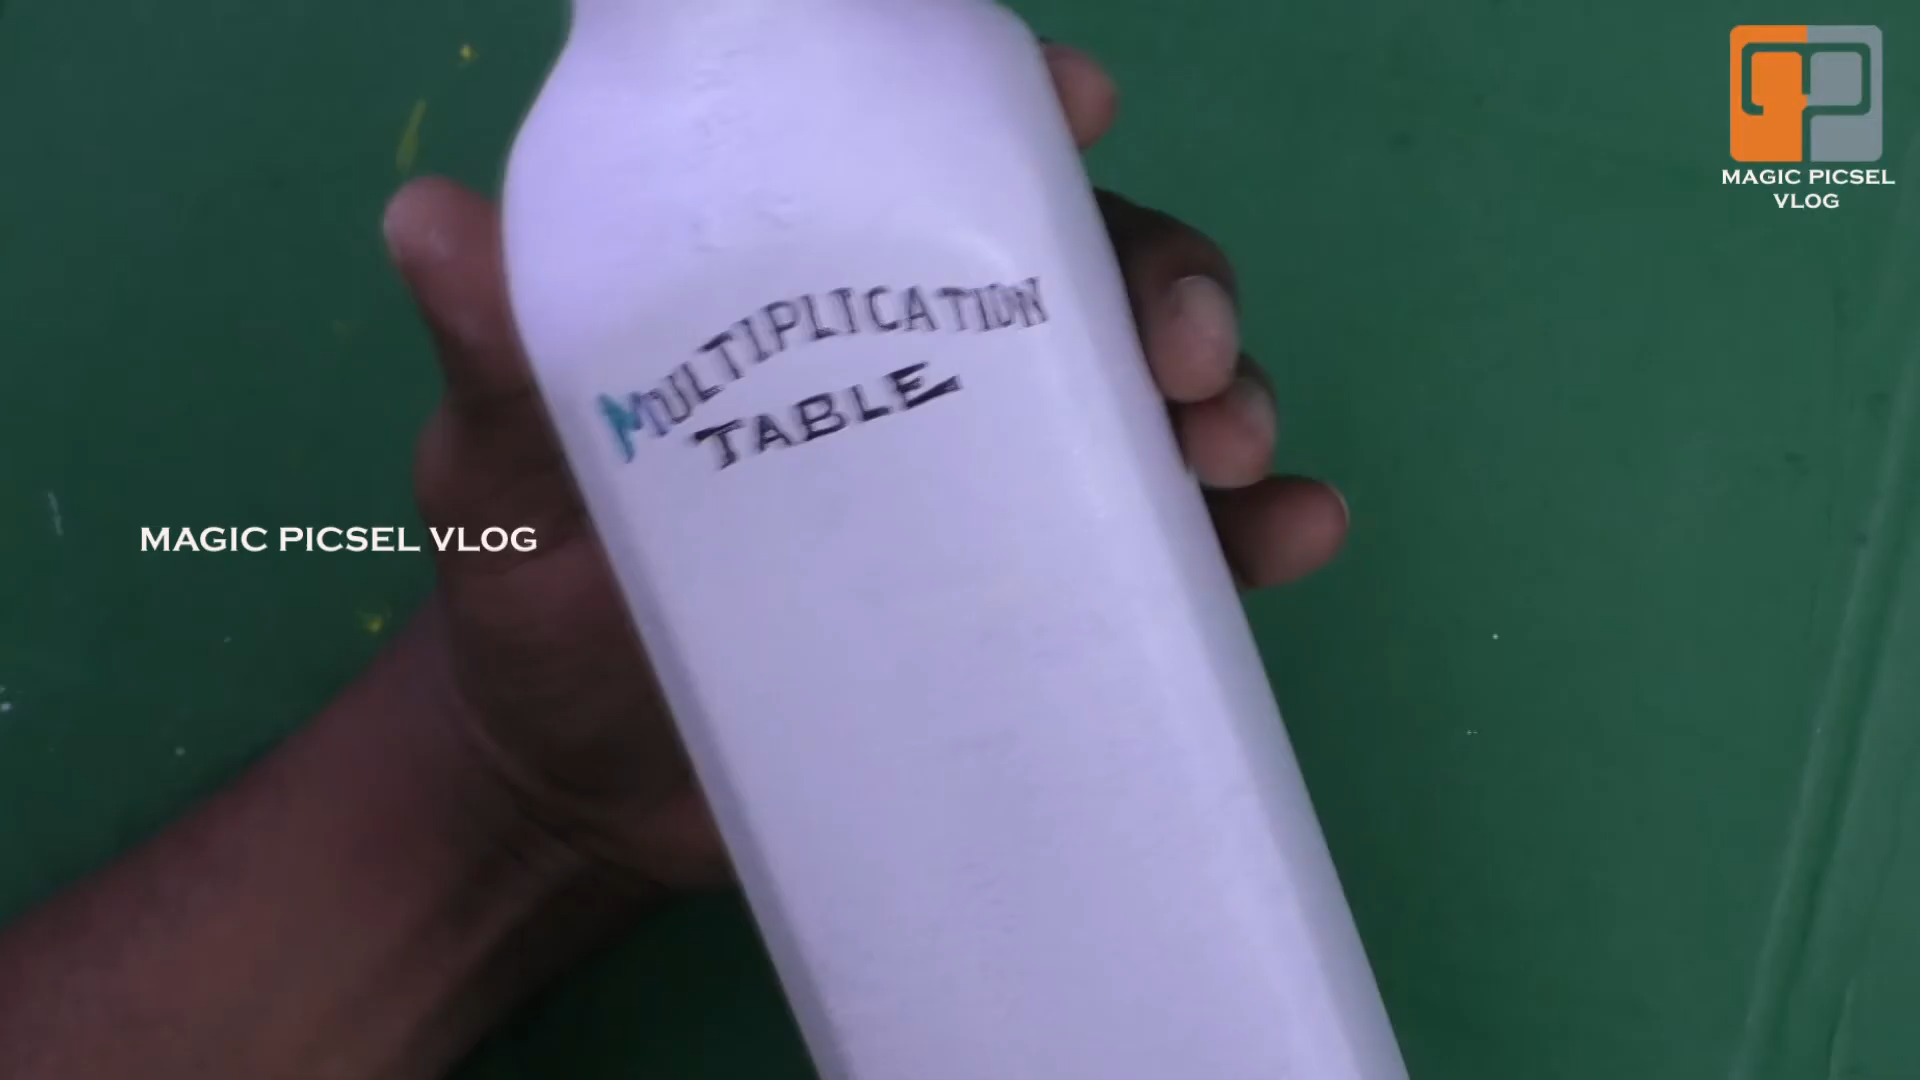 MAGIC PICSEL
VLOG
MULTIPLICATION
TABLE
MAGIC PICSEL VLOG